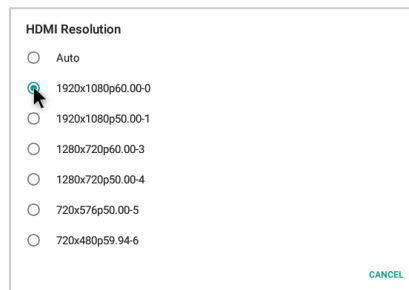 HDMI Resolution
Auto
1920x1080p60.00-0
1920x1080p50.00-1
1280x720p60.00-3
1280x720p50.00-4
720x576p50.00-5
720x480p59.94-6
CANCEL